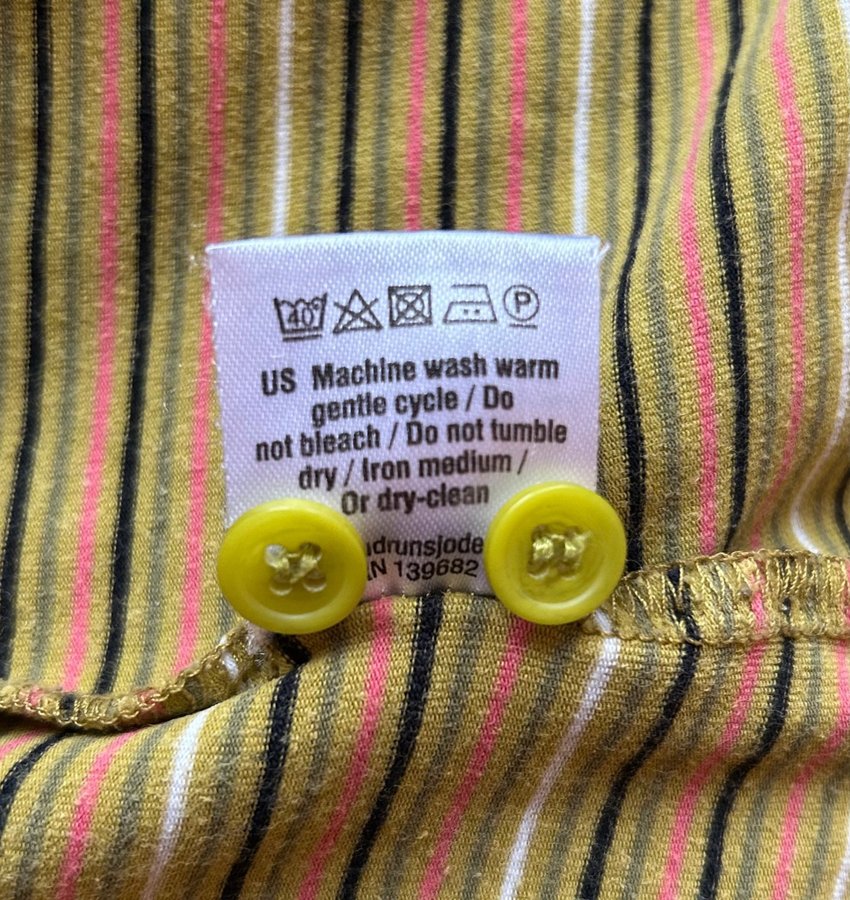 40° P
US Machine wash warm
gentle cycle / Do
not bleach / Do not tumble
dry / Iron medium /
Or dry-clean
drunsjode
N 139682